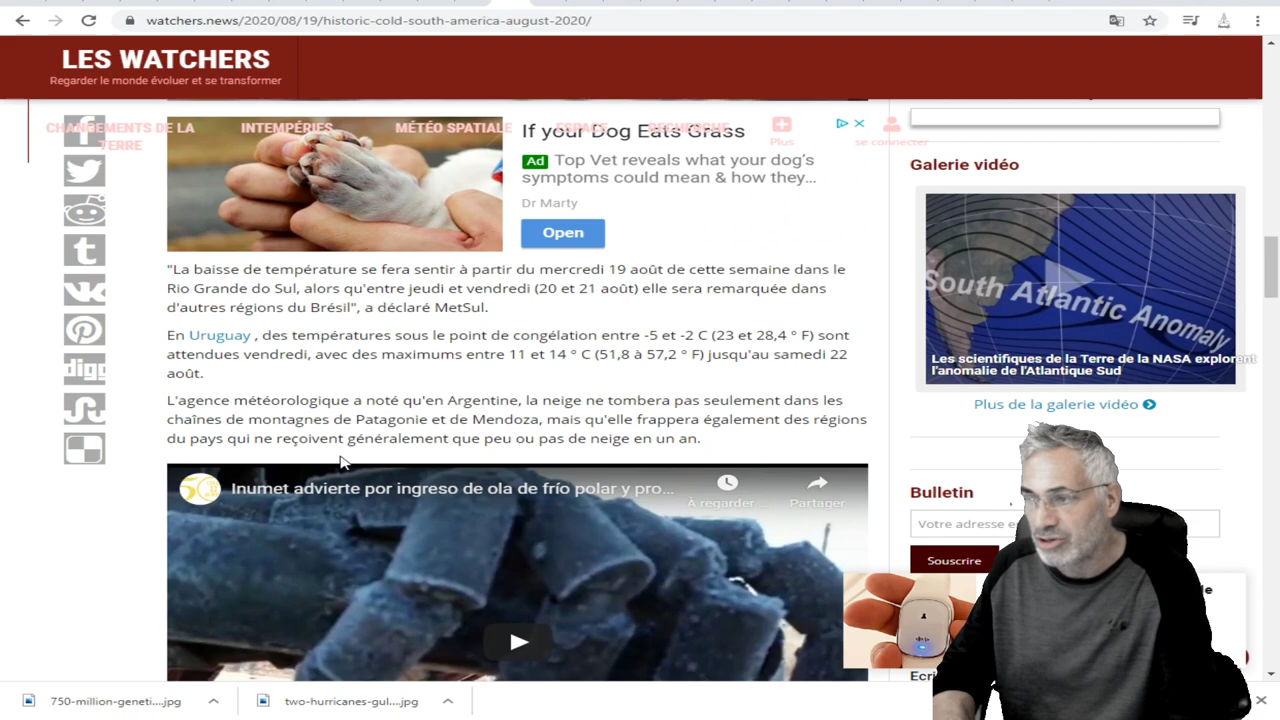 watchers.news/2020/08/19/historic-cold-south-america-august-2020/
LES WATCHERS
Regarder le monde évoluer et se transformer
CHANGEMENTS DE LA TERRE
INTEMPÉRIES
MÉTÉO SPATIALE
ESPACE
RECHERCHE
Plus
se connecter
If your Dog Eats Grass
Ad Top Vet reveals what your dog's
symptoms could mean & how they...
Dr Marty
Open
digg
"La baisse de température se fera sentir à partir du mercredi 19 août de cette semaine dans le
Rio Grande do Sul, alors qu'entre jeudi et vendredi (20 et 21 août) elle sera remarquée dans
d'autres régions du Brésil", a déclaré MetSul.
En Uruguay , des températures sous le point de congélation entre -5 et -2 C (23 et 28,4 ° F) sont
attendues vendredi, avec des maximums entre 11 et 14 ° C (51,8 à 57,2 ° F) jusqu'au samedi 22
août.
L'agence météorologique a noté qu'en Argentine, la neige ne tombera pas seulement dans les
chaînes de montagnes de Patagonie et de Mendoza, mais qu'elle frappera également des régions
du pays qui ne reçoivent généralement que peu ou pas de neige en un an.
Inumet advierte por ingreso de ola de frío polar y pro...
À regarder ...
Partager
Galerie vidéo
South Atlantic Anomaly
Les scientifiques de la Terre de la NASA explorent
l'anomalie de l'Atlantique Sud
Plus de la galerie vidéo
Bulletin
Votre adresse
Souscrire
750-million-geneti....jpg
two-hurricanes-gul....jpg